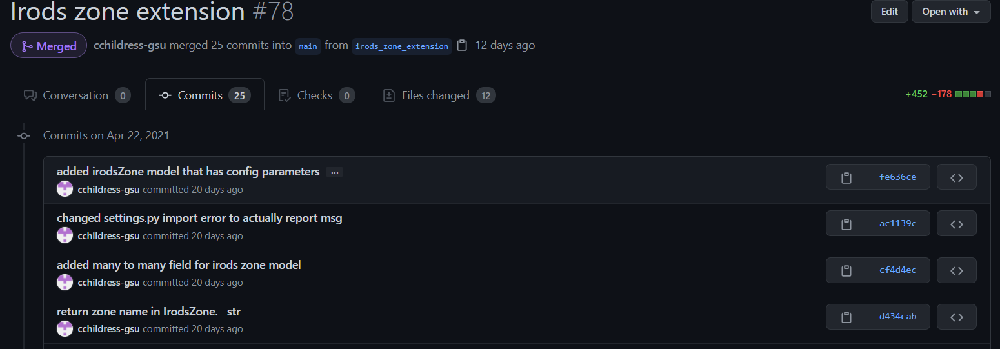 Irods zone extension #78
Edit
Open with
Merged cchildress-gsu merged 25 commits into main from irods_zone_extension 12 days ago
Conversation 0 Commits 25 Checks 0 Files changed 12 +452 −178
Commits on Apr 22, 2021
added irodsZone model that has config parameters ...
fe636ce
cchildress-gsu committed 20 days ago
changed settings.py import error to actually report msg
ac1139c
cchildress-gsu committed 20 days ago
added many to many field for irods zone model
cf4d4ec
cchildress-gsu committed 20 days ago
return zone name in IrodsZone.__str__
d434cab
cchildress-gsu committed 20 days ago